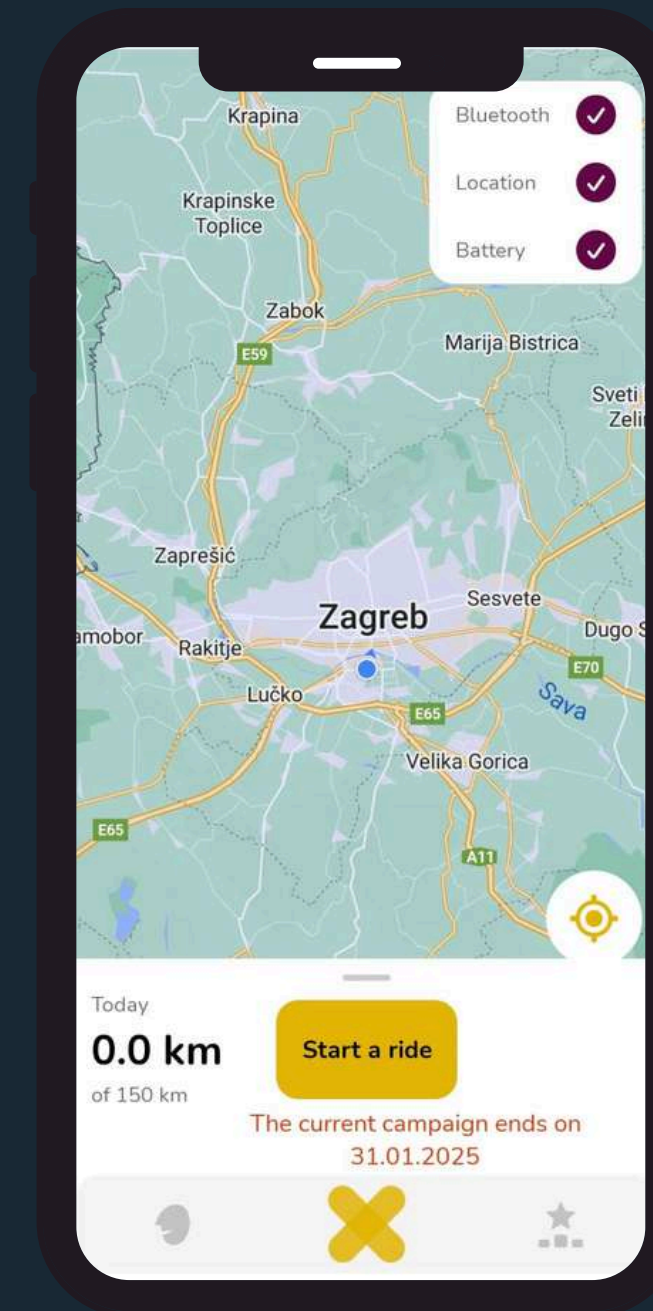 Krapina
Bluetooth
Location
Battery
Krapinske
Toplice
Zabok
E59
Marija Bistrica
Sveti
Zaprešić
Zagreb
Sesvete
Rakitje
Dugo
E70
Lučko
Sava
E65
Velika Gorica
E65
A11
Today
0.0 km
of 150 km
Start a ride
The current campaign ends on
31.01.2025